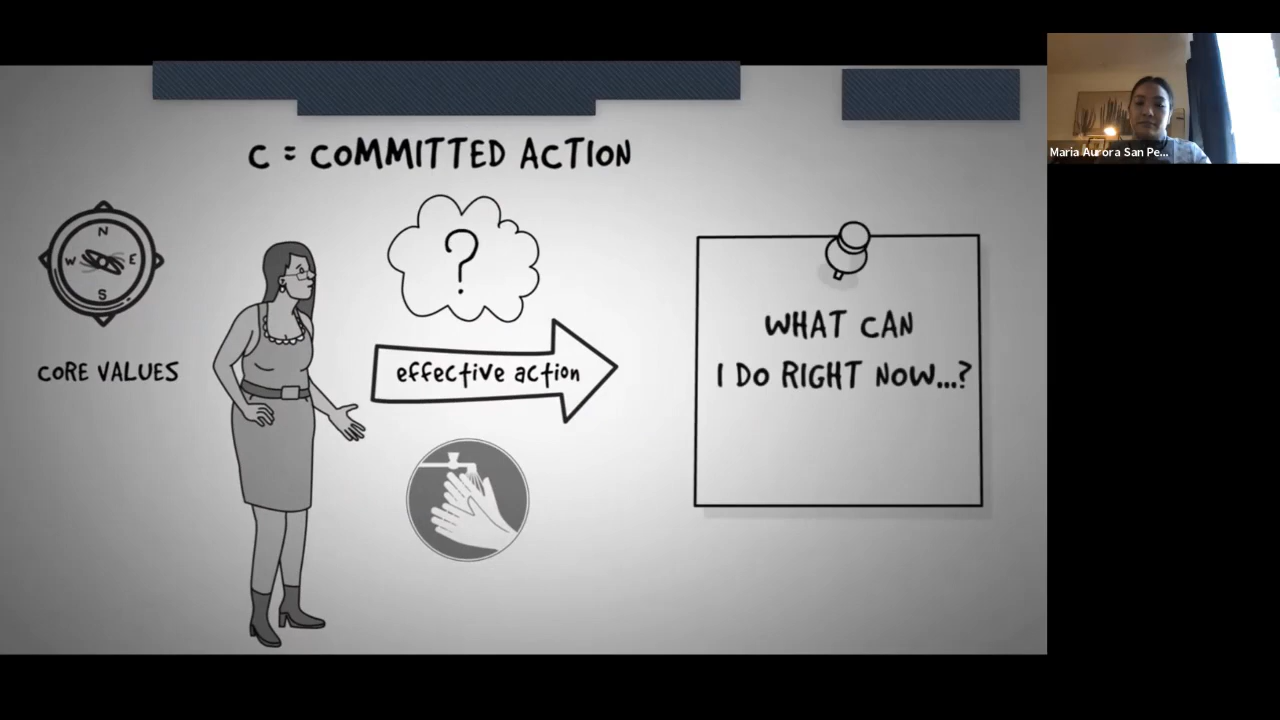 C = COMMITTED ACTION
N
W E
S
CORE VALUES
?
effective action
WHAT CAN
I DO RIGHT NOW...?
Maria Aurora San Pe...